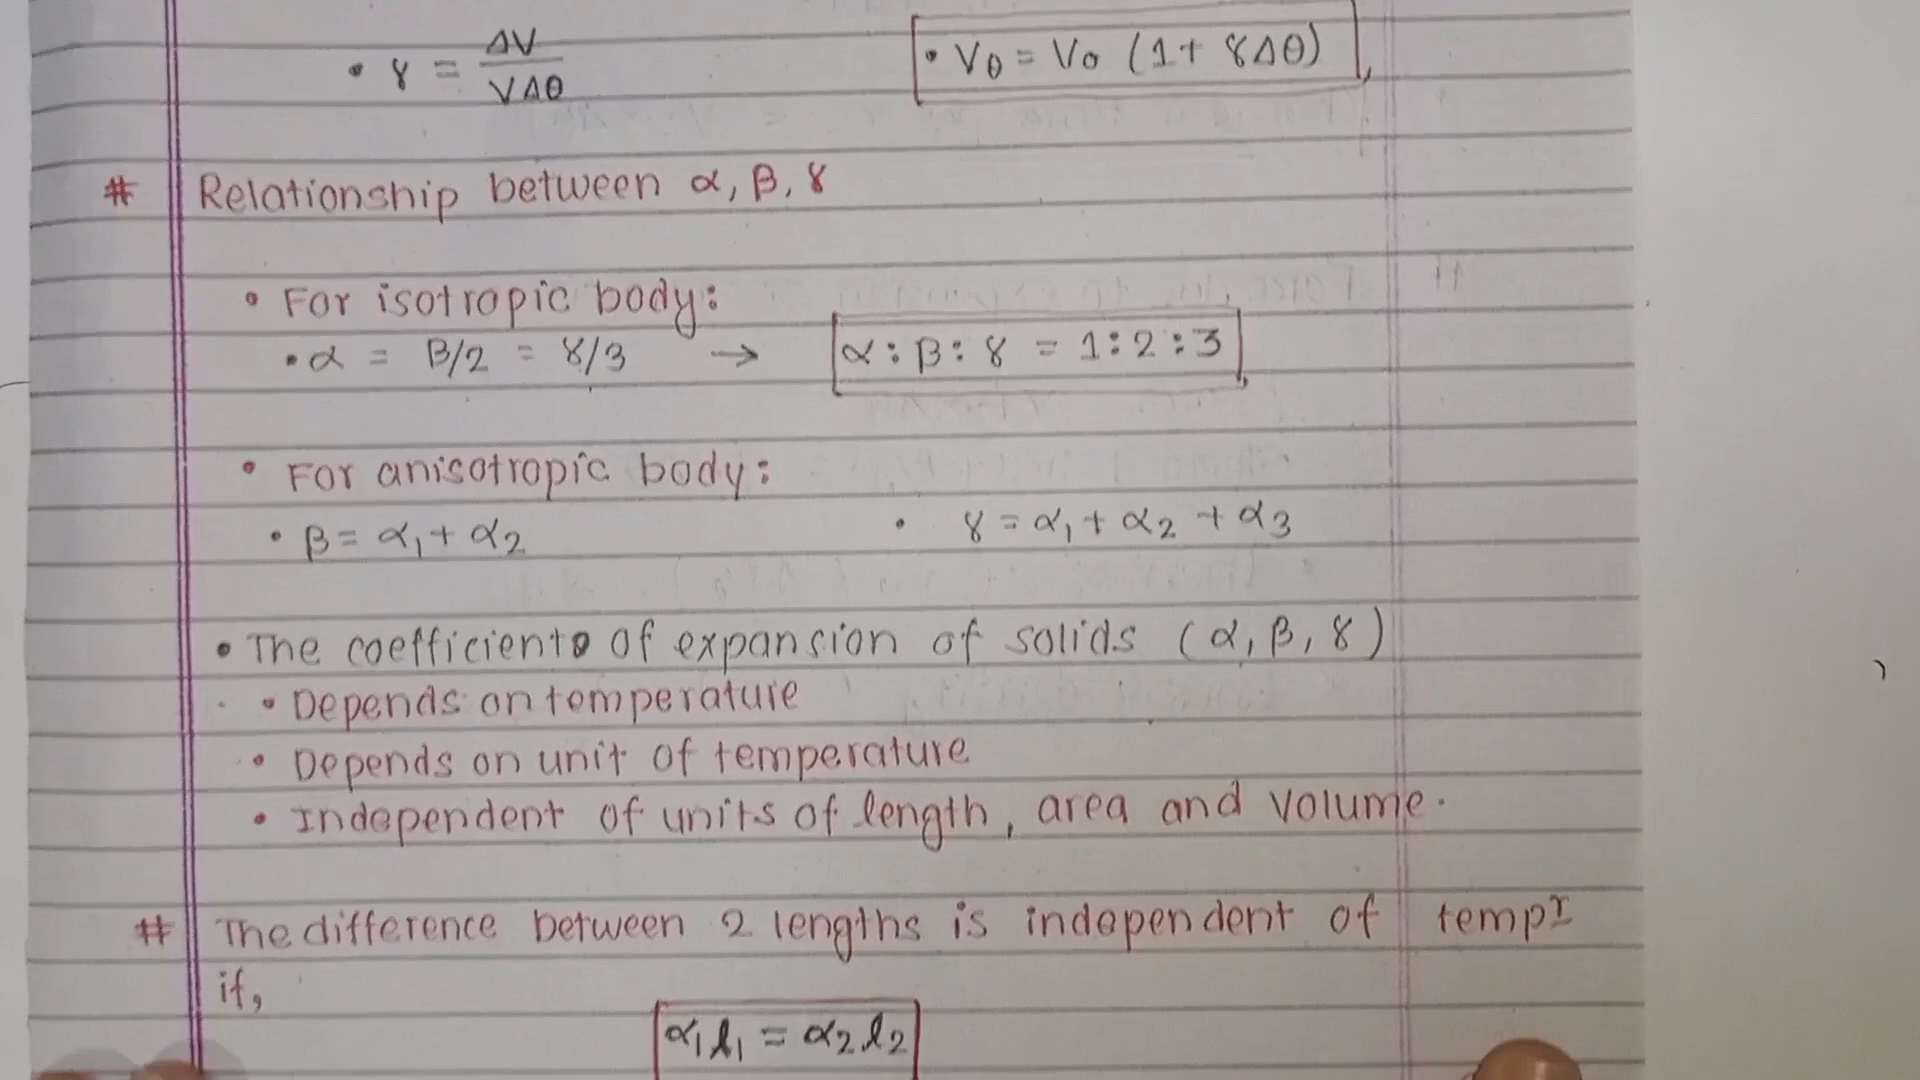 • γ = ΔV / VΔθ
• Vθ = V₀ (1 + γΔθ)
# Relationship between α, β, γ
• For isotropic body:
• α = β/2 = γ/3 → α : β : γ = 1 : 2 : 3
• For anisotropic body:
• β = α₁ + α₂ • γ = α₁ + α₂ + α₃
• The coefficients of expansion of solids (α, β, γ)
• Depends on temperature
• Depends on unit of temperature
• Independent of units of length, area and volume.
# The difference between 2 lengths is independent of tempr
if,
α₁l₁ = α₂l₂